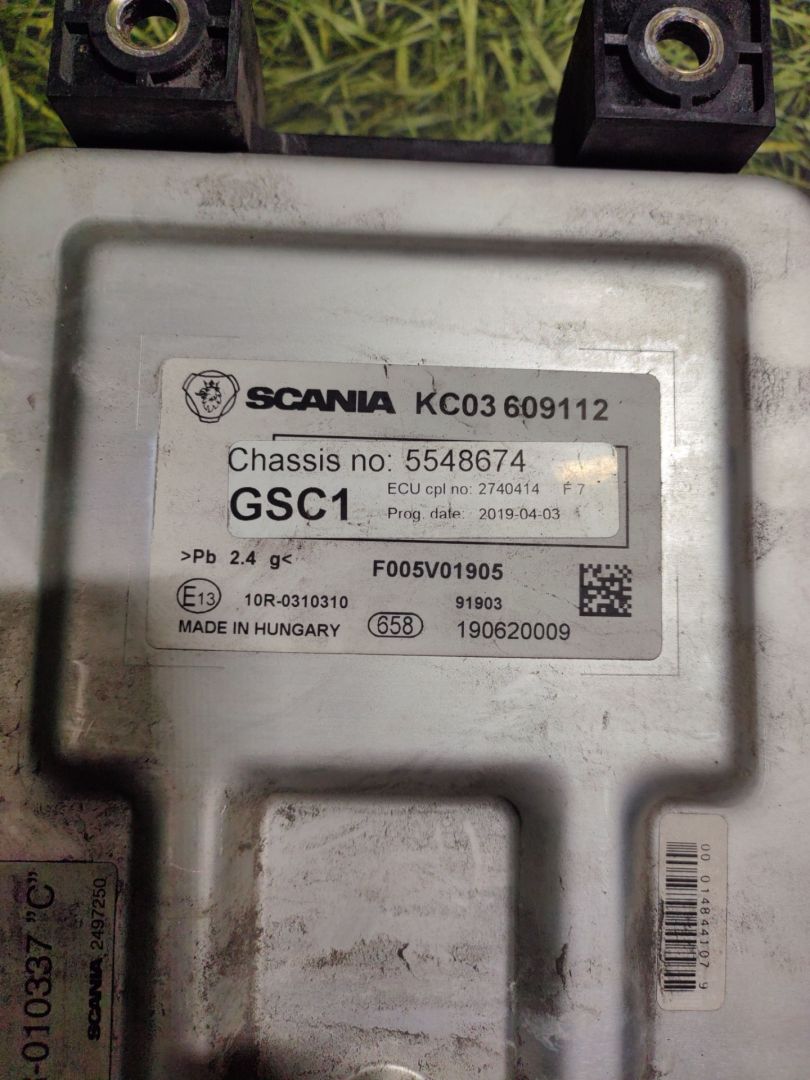 SCANIA KC03 609112
Chassis no: 5548674
GSC1
ECU cpl no: 2740414 F 7
Prog. date: 2019-04-03
>Pb 2.4 g<
F005V01905
E13
10R-0310310
91903
MADE IN HUNGARY
658
190620009
00 014844107 9
-010337 "C"
SCANIA 2497250